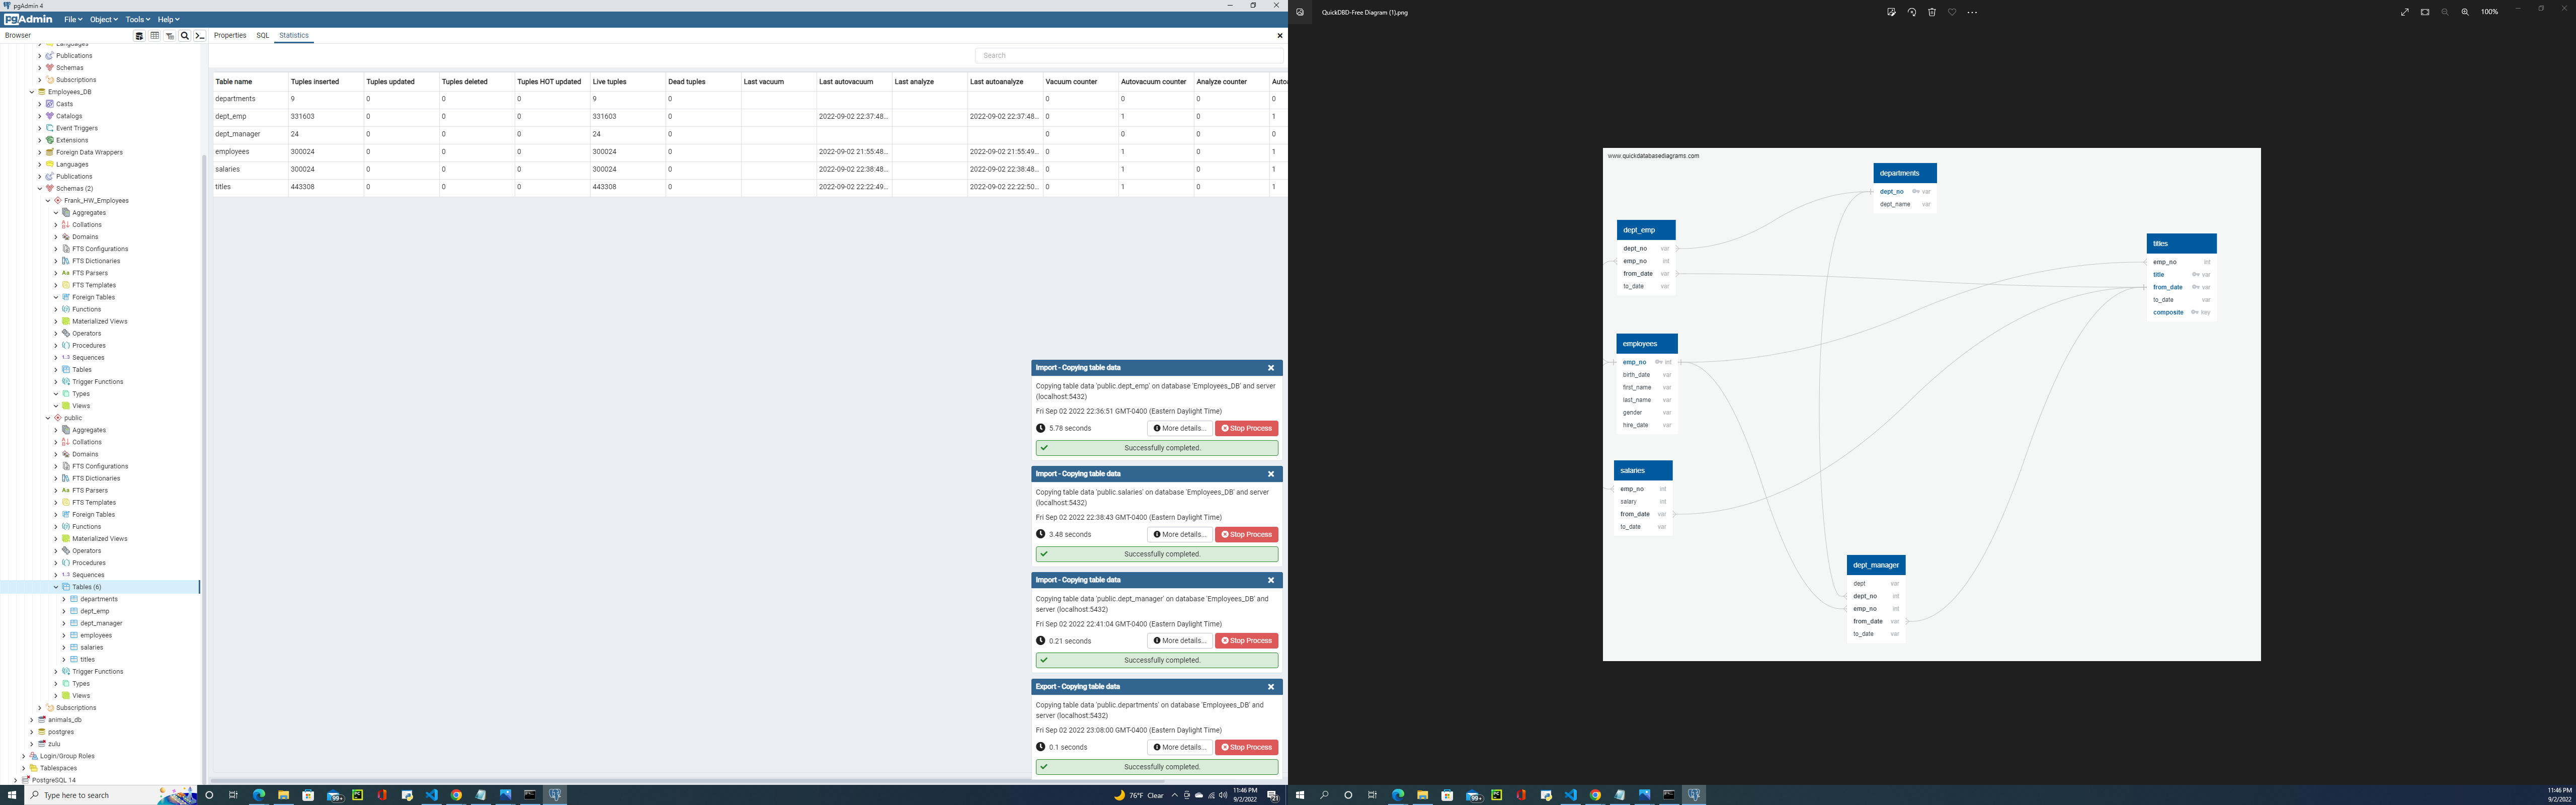 pgAdmin 4
pgAdmin File Object Tools Help
Browser
Properties SQL Statistics
Search
Languages
Publications
Schemas
Subscriptions
Employees_DB
Casts
Catalogs
Event Triggers
Extensions
Foreign Data Wrappers
Languages
Publications
Schemas (2)
Frank_HW_Employees
Aggregates
Collations
Domains
FTS Configurations
FTS Dictionaries
FTS Parsers
FTS Templates
Foreign Tables
Functions
Materialized Views
Operators
Procedures
Sequences
Tables
Trigger Functions
Types
Views
public
Aggregates
Collations
Domains
FTS Configurations
FTS Dictionaries
FTS Parsers
FTS Templates
Foreign Tables
Functions
Materialized Views
Operators
Procedures
Sequences
Tables (6)
departments
dept_emp
dept_manager
employees
salaries
titles
Trigger Functions
Types
Views
Subscriptions
animals_db
postgres
zulu
Login/Group Roles
Tablespaces
PostgreSQL 14
Table name Tuples inserted Tuples updated Tuples deleted Tuples HOT updated Live tuples Dead tuples Last vacuum Last autovacuum Last analyze Last autoanalyze Vacuum counter Autovacuum counter Analyze counter Autoa
departments 9 0 0 0 9 0 0 0 0 0
dept_emp 331603 0 0 0 331603 0 2022-09-02 22:37:48... 2022-09-02 22:37:48... 0 1 0 1
dept_manager 24 0 0 0 24 0 0 0 0 0
employees 300024 0 0 0 300024 0 2022-09-02 21:55:48... 2022-09-02 21:55:49... 0 1 0 1
salaries 300024 0 0 0 300024 0 2022-09-02 22:38:48... 2022-09-02 22:38:48... 0 1 0 1
titles 443308 0 0 0 443308 0 2022-09-02 22:22:49... 2022-09-02 22:22:50... 0 1 0 1
Import - Copying table data
Copying table data 'public.dept_emp' on database 'Employees_DB' and server
(localhost:5432)
Fri Sep 02 2022 22:36:51 GMT-0400 (Eastern Daylight Time)
5.78 seconds More details... Stop Process
Successfully completed.
Import - Copying table data
Copying table data 'public.salaries' on database 'Employees_DB' and server
(localhost:5432)
Fri Sep 02 2022 22:38:43 GMT-0400 (Eastern Daylight Time)
3.48 seconds More details... Stop Process
Successfully completed.
Import - Copying table data
Copying table data 'public.dept_manager' on database 'Employees_DB' and
server (localhost:5432)
Fri Sep 02 2022 22:41:04 GMT-0400 (Eastern Daylight Time)
0.21 seconds More details... Stop Process
Successfully completed.
Export - Copying table data
Copying table data 'public.departments' on database 'Employees_DB' and
server (localhost:5432)
Fri Sep 02 2022 23:08:00 GMT-0400 (Eastern Daylight Time)
0.1 seconds More details... Stop Process
Successfully completed.
Type here to search
99+
76°F Clear
11:46 PM
9/2/2022
QuickDBD-Free Diagram (1).png
100%
www.quickdatabasediagrams.com
departments
dept_no var
dept_name var
dept_emp
dept_no var
emp_no int
from_date var
to_date var
titles
emp_no int
title var
from_date var
to_date var
composite key
employees
emp_no int
birth_date var
first_name var
last_name var
gender var
hire_date var
salaries
emp_no int
salary int
from_date var
to_date var
dept_manager
dept var
dept_no int
emp_no int
from_date var
to_date var
99+
11:46 PM
9/2/2022